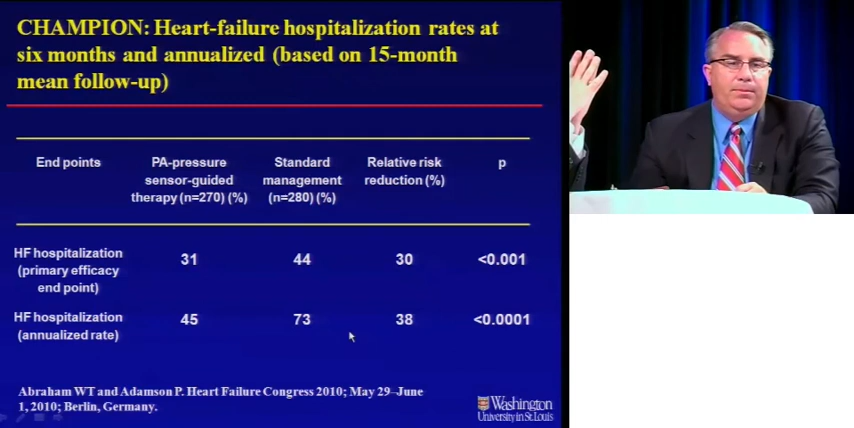 CHAMPION: Heart-failure hospitalization rates at
six months and annualized (based on 15-month
mean follow-up)
End points
PA-pressure
sensor-guided
therapy (n=270) (%)
Standard
management
(n=280) (%)
Relative risk
reduction (%)
p
HF hospitalization
(primary efficacy
end point)
31
44
30
<0.001
HF hospitalization
(annualized rate)
45
73
38
<0.0001
Abraham WT and Adamson P. Heart Failure Congress 2010; May 29–June
1, 2010; Berlin, Germany.
Washington
University in St. Louis